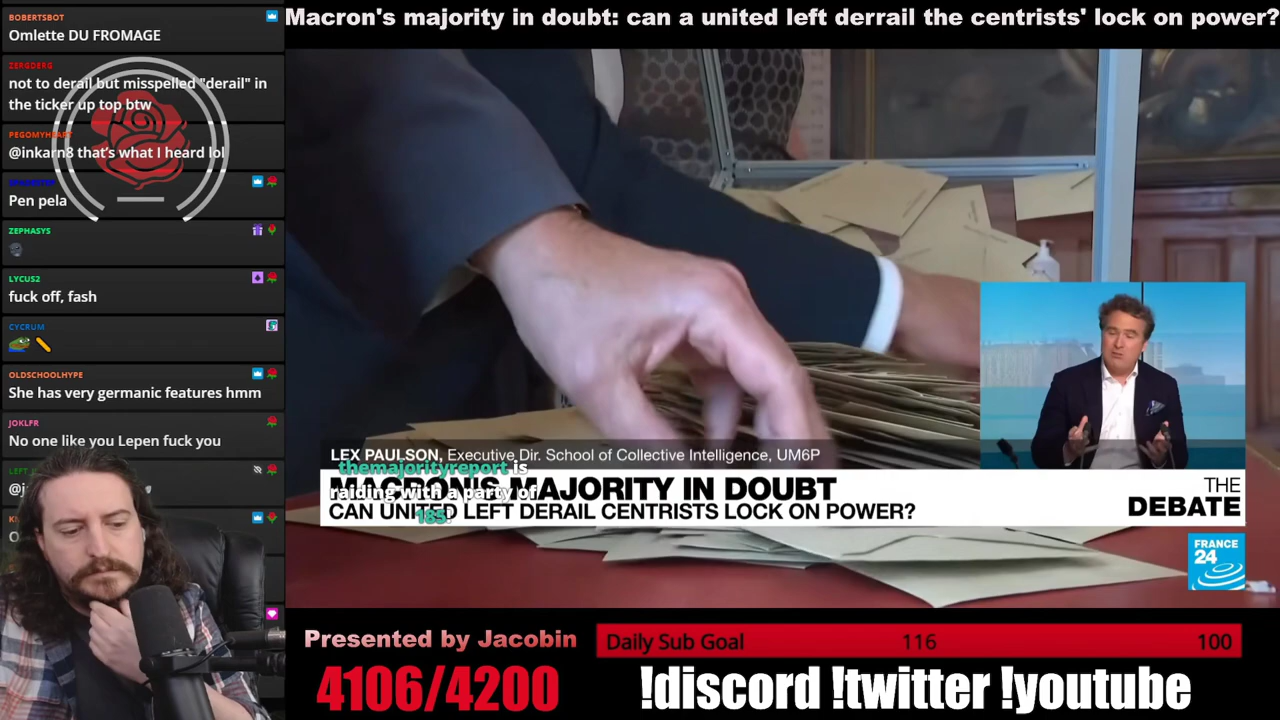 Macron's majority in doubt: can a united left derrail the centrists' lock on power?
BOBERTSBOT
Omlette DU FROMAGE
ZERGDERG
not to derail but misspelled "derail" in
the ticker up top btw
PEGOMYHEART
@inkarn8 that's what I heard lol
Pen pela
ZEPHASYS
LYCUS2
fuck off, fash
CYCRUM
OLDSCHOOLHYPE
She has very germanic features hmm
JOKLFR
No one like you Lepen fuck you
LEX PAULSON, Executive Dir. School of Collective Intelligence, UM6P
themajorityreport is
raiding with a party of
185!
MACRON'S MAJORITY IN DOUBT
CAN UNITED LEFT DERAIL CENTRISTS LOCK ON POWER?
THE
DEBATE
FRANCE
24
Presented by Jacobin
Daily Sub Goal 116 100
4106/4200
!discord !twitter !youtube